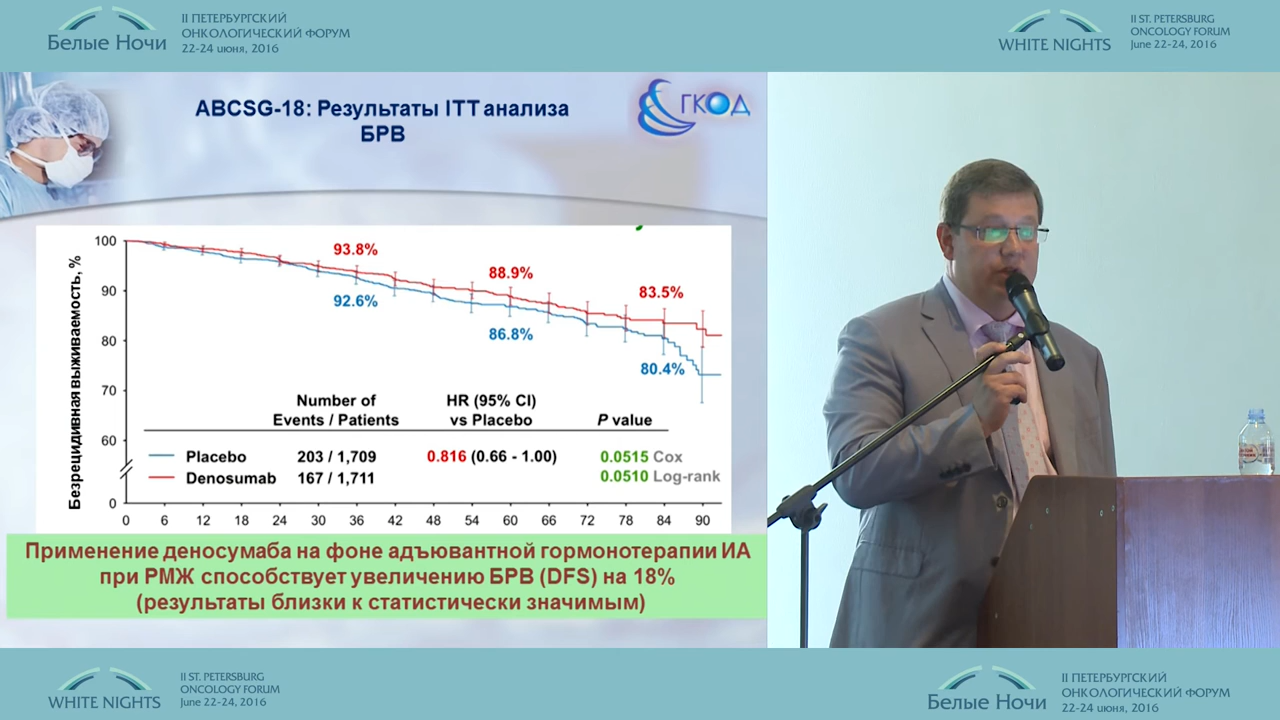 II ПЕТЕРБУРГСКИЙ
ОНКОЛОГИЧЕСКИЙ ФОРУМ
22-24 июня, 2016
Белые Ночи
WHITE NIGHTS
II ST. PETERSBURG
ONCOLOGY FORUM
June 22-24, 2016
ABCSG-18: Результаты ITT анализа
БРВ
ГКОД
Безрецидивная выживаемость, %
100
90
80
70
60
0
93.8%
92.6%
88.9%
86.8%
83.5%
80.4%
Number of
Events / Patients
HR (95% CI)
vs Placebo
P value
Placebo 203 / 1,709 0.816 (0.66 - 1.00) 0.0515 Cox
Denosumab 167 / 1,711 0.0510 Log-rank
0 6 12 18 24 30 36 42 48 54 60 66 72 78 84 90
Применение деносумаба на фоне адъювантной гормонотерапии ИА
при РМЖ способствует увеличению БРВ (DFS) на 18%
(результаты близки к статистически значимым)
WHITE NIGHTS
II ST. PETERSBURG
ONCOLOGY FORUM
June 22-24, 2016
Белые Ночи
II ПЕТЕРБУРГСКИЙ
ОНКОЛОГИЧЕСКИЙ ФОРУМ
22-24 июня, 2016